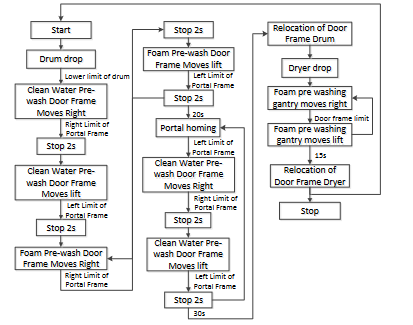 Start
Drum drop
Lower limit of drum
Clean Water Pre-
wash Door Frame
Moves Right
Right Limit of
Portal Frame
Stop 2s
Clean Water Pre-
wash Door Frame
Moves lift
Left Limit of
Portal Frame
Stop 2s
Foam Pre-wash Door
Frame Moves Right
Right Limit of
Portal Frame
Stop 2s
Foam Pre-wash Door
Frame Moves lift
Left Limit of
Portal Frame
Stop 2s
20s
Portal homing
Left Limit of
Portal Frame
Clean Water Pre-
wash Door Frame
Moves Right
Right Limit of
Portal Frame
Stop 2s
Clean Water Pre-
wash Door Frame
Moves lift
Left Limit of
Portal Frame
Stop 2s
30s
Relocation of Door
Frame Drum
Dryer drop
Foam pre washing
gantry moves right
Door frame limit
Foam pre washing
gantry moves lift
15s
Relocation of
Door Frame Dryer
Stop